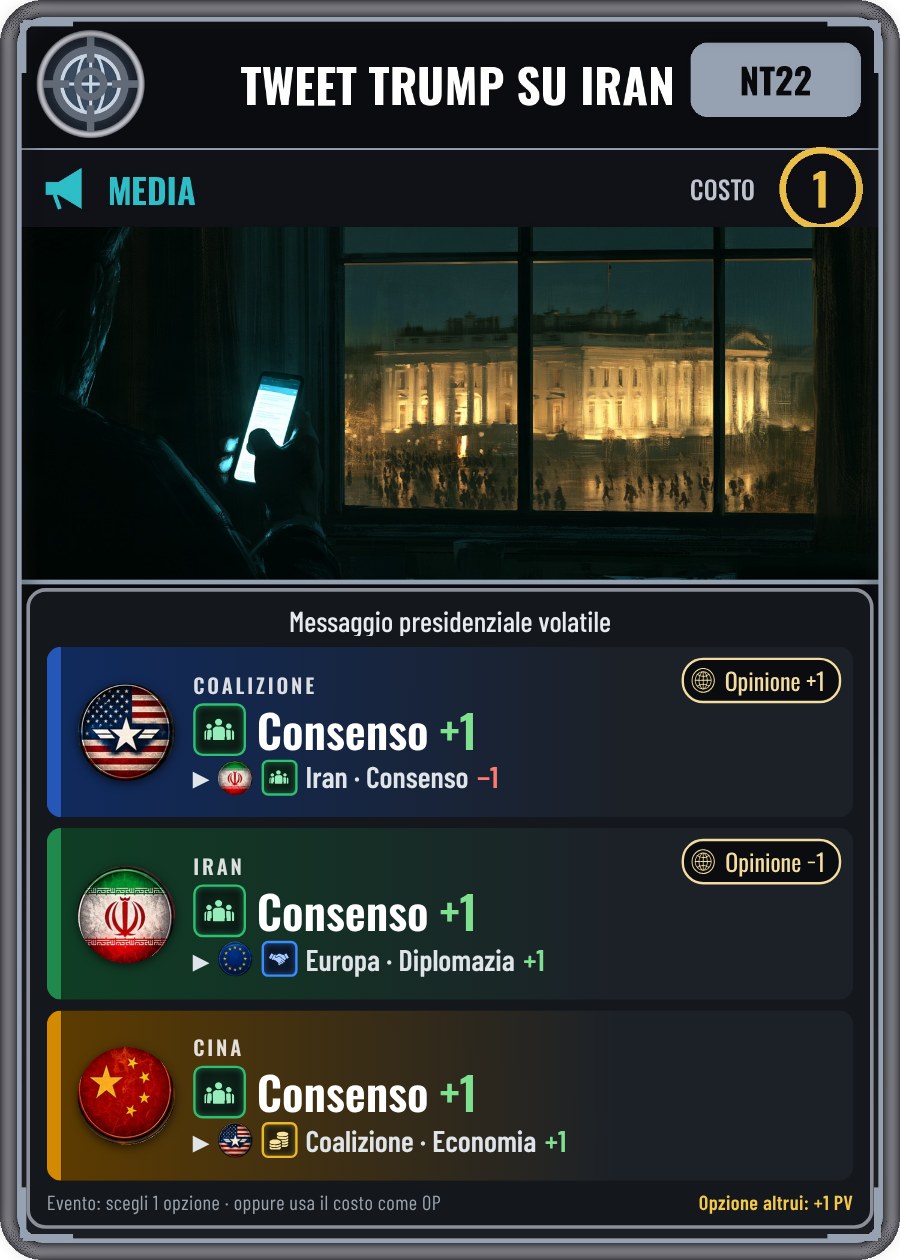 TWEET TRUMP SU IRAN NT22
MEDIA COSTO 1
Messaggio presidenziale volatile
COALIZIONE Opinione +1
Consenso +1
▶ Iran · Consenso −1
IRAN Opinione −1
Consenso +1
▶ Europa · Diplomazia +1
CINA
Consenso +1
▶ Coalizione · Economia +1
Evento: scegli 1 opzione · oppure usa il costo come OP Opzione altrui: +1 PV